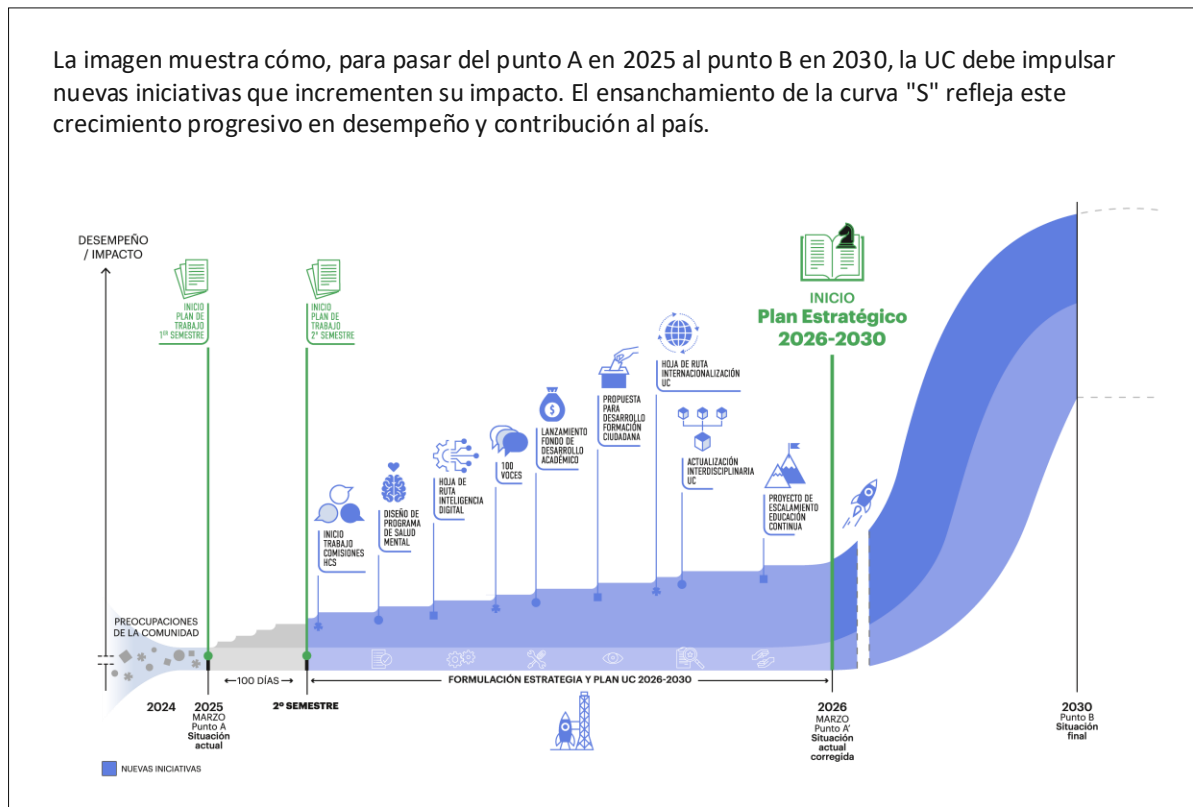 La imagen muestra cómo, para pasar del punto A en 2025 al punto B en 2030, la UC debe impulsar
nuevas iniciativas que incrementen su impacto. El ensanchamiento de la curva "S" refleja este
crecimiento progresivo en desempeño y contribución al país.
DESEMPEÑO
/ IMPACTO
INICIO
PLAN DE
TRABAJO
1ER SEMESTRE
INICIO
PLAN DE
TRABAJO
2º SEMESTRE
INICIO
Plan Estratégico
2026-2030
INICIO
TRABAJO
COMISIONES
HCS
DISEÑO DE
PROGRAMA
DE SALUD
MENTAL
HOJA DE
RUTA
INTELIGENCIA
DIGITAL
100
VOCES
$
LANZAMIENTO
FONDO DE
DESARROLLO
ACADÉMICO
PROPUESTA
PARA
DESARROLLO
FORMACIÓN
CIUDADANA
HOJA DE RUTA
INTERNACIONALIZACIÓN
UC
ACTUALIZACIÓN
INTERDISCIPLINARIA
UC
PROYECTO DE
ESCALAMIENTO
EDUCACIÓN
CONTINUA
PREOCUPACIONES
DE LA COMUNIDAD
100 DÍAS
FORMULACIÓN ESTRATEGIA Y PLAN UC 2026-2030
2024
2025
MARZO
Punto A
Situación
actual
2º SEMESTRE
2026
MARZO
Punto A'
Situación
actual
corregida
2030
Punto B
Situación
final
NUEVAS INICIATIVAS